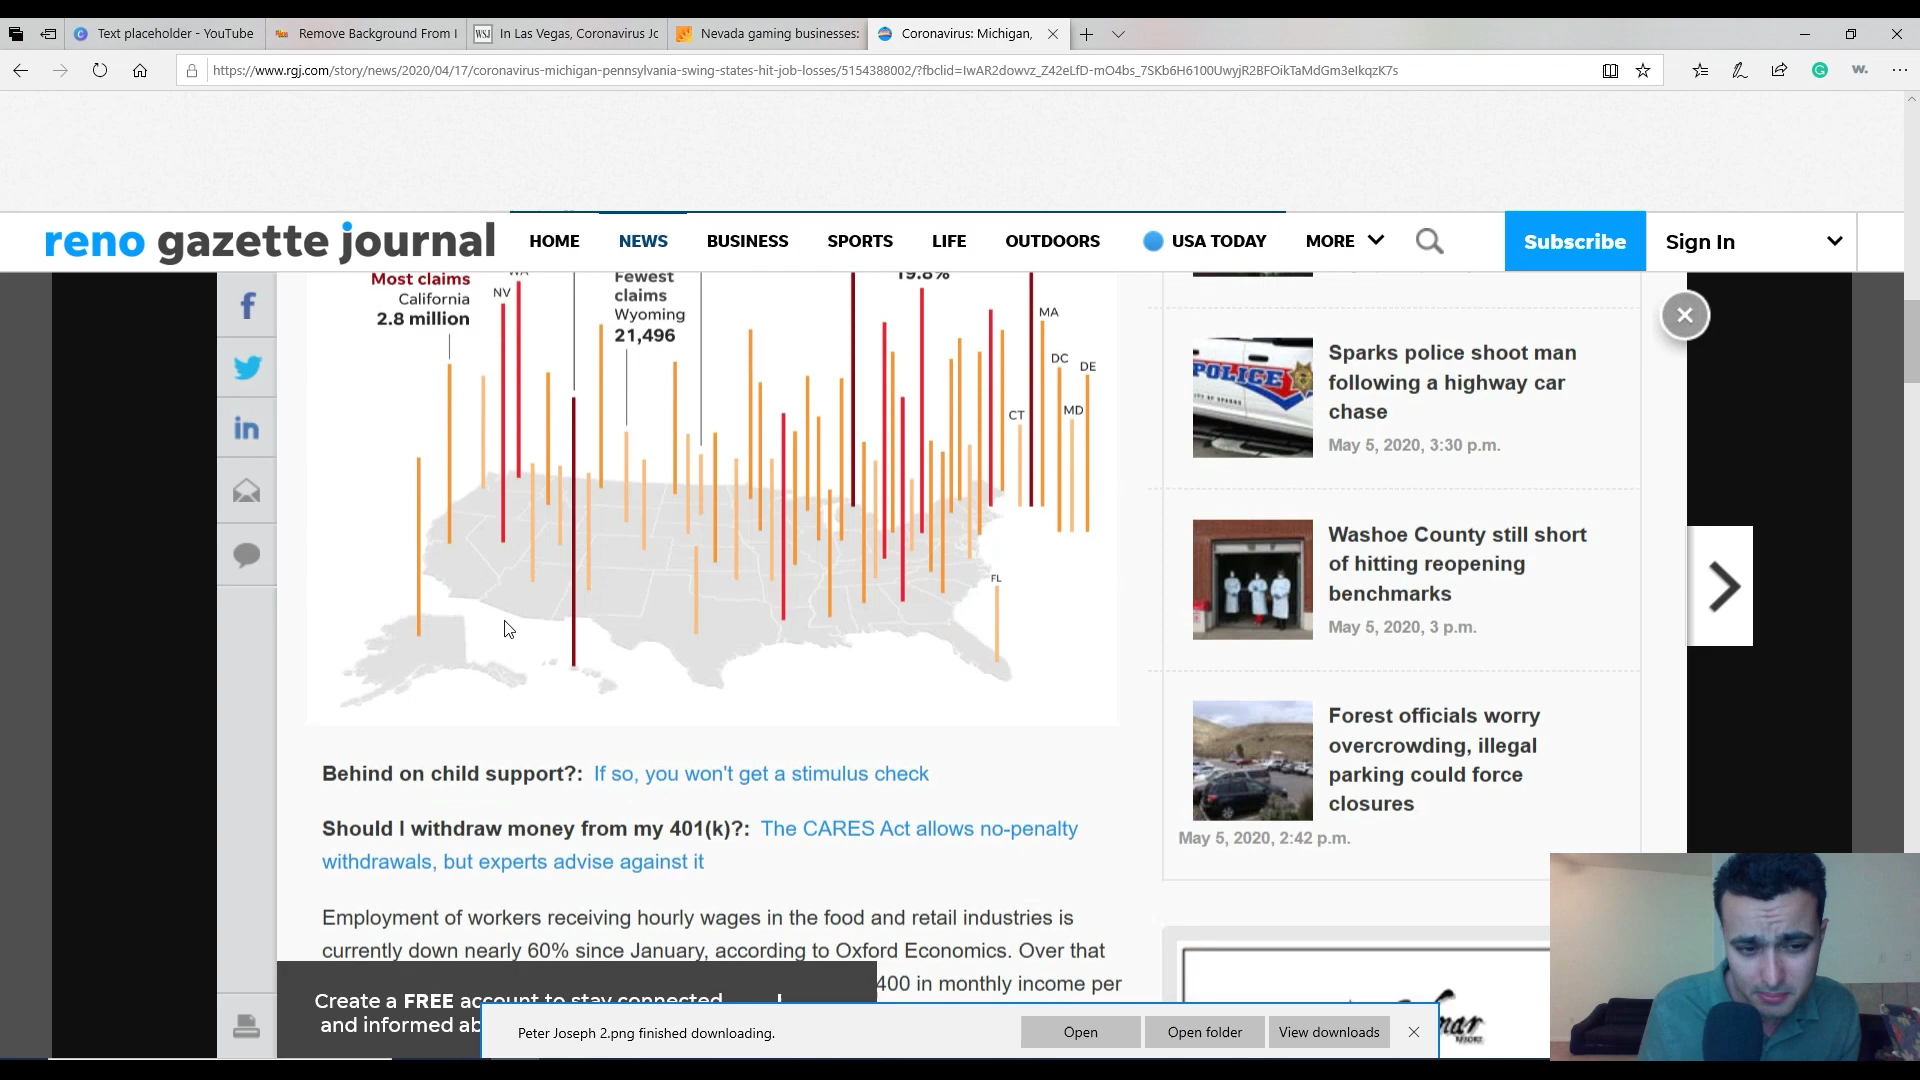 Text placeholder - YouTube
Remove Background From I
WSJ In Las Vegas, Coronavirus Jo
Nevada gaming businesses:
Coronavirus: Michigan,
https://www.rgj.com/story/news/2020/04/17/coronavirus-michigan-pennsylvania-swing-states-hit-job-losses/5154388002/?fbclid=IwAR2dowvz_Z42eLfD-mO4bs_7SKb6H6100UwyjR2BFOikTaMdGm3eIkqzK7s
reno gazette journal
HOME NEWS BUSINESS SPORTS LIFE OUTDOORS USA TODAY MORE
Subscribe
Sign In
Most claims
California
2.8 million
NV
WA
Fewest
claims
Wyoming
21,496
19.8%
MA
DC
DE
CT
MD
FL
Behind on child support?: If so, you won't get a stimulus check
Should I withdraw money from my 401(k)?: The CARES Act allows no-penalty
withdrawals, but experts advise against it
Employment of workers receiving hourly wages in the food and retail industries is
currently down nearly 60% since January, according to Oxford Economics. Over that
400 in monthly income per
POLICE
Sparks police shoot man
following a highway car
chase
May 5, 2020, 3:30 p.m.
Washoe County still short
of hitting reopening
benchmarks
May 5, 2020, 3 p.m.
Forest officials worry
overcrowding, illegal
parking could force
closures
May 5, 2020, 2:42 p.m.
Create a FREE account to stay connected
and informed ab
Peter Joseph 2.png finished downloading.
Open
Open folder
View downloads